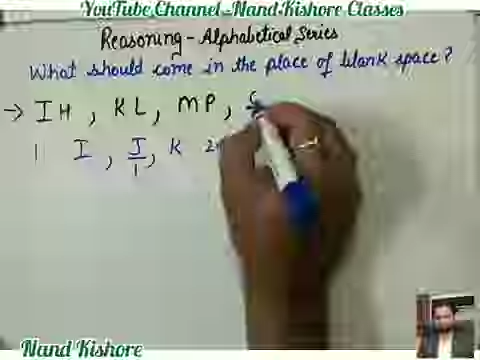 YouTube Channel - Nand Kishore Classes
Reasoning - Alphabetical Series
What should come in the place of blank space?
→ IH, KL, MP,
I, J, K
1
Nand Kishore